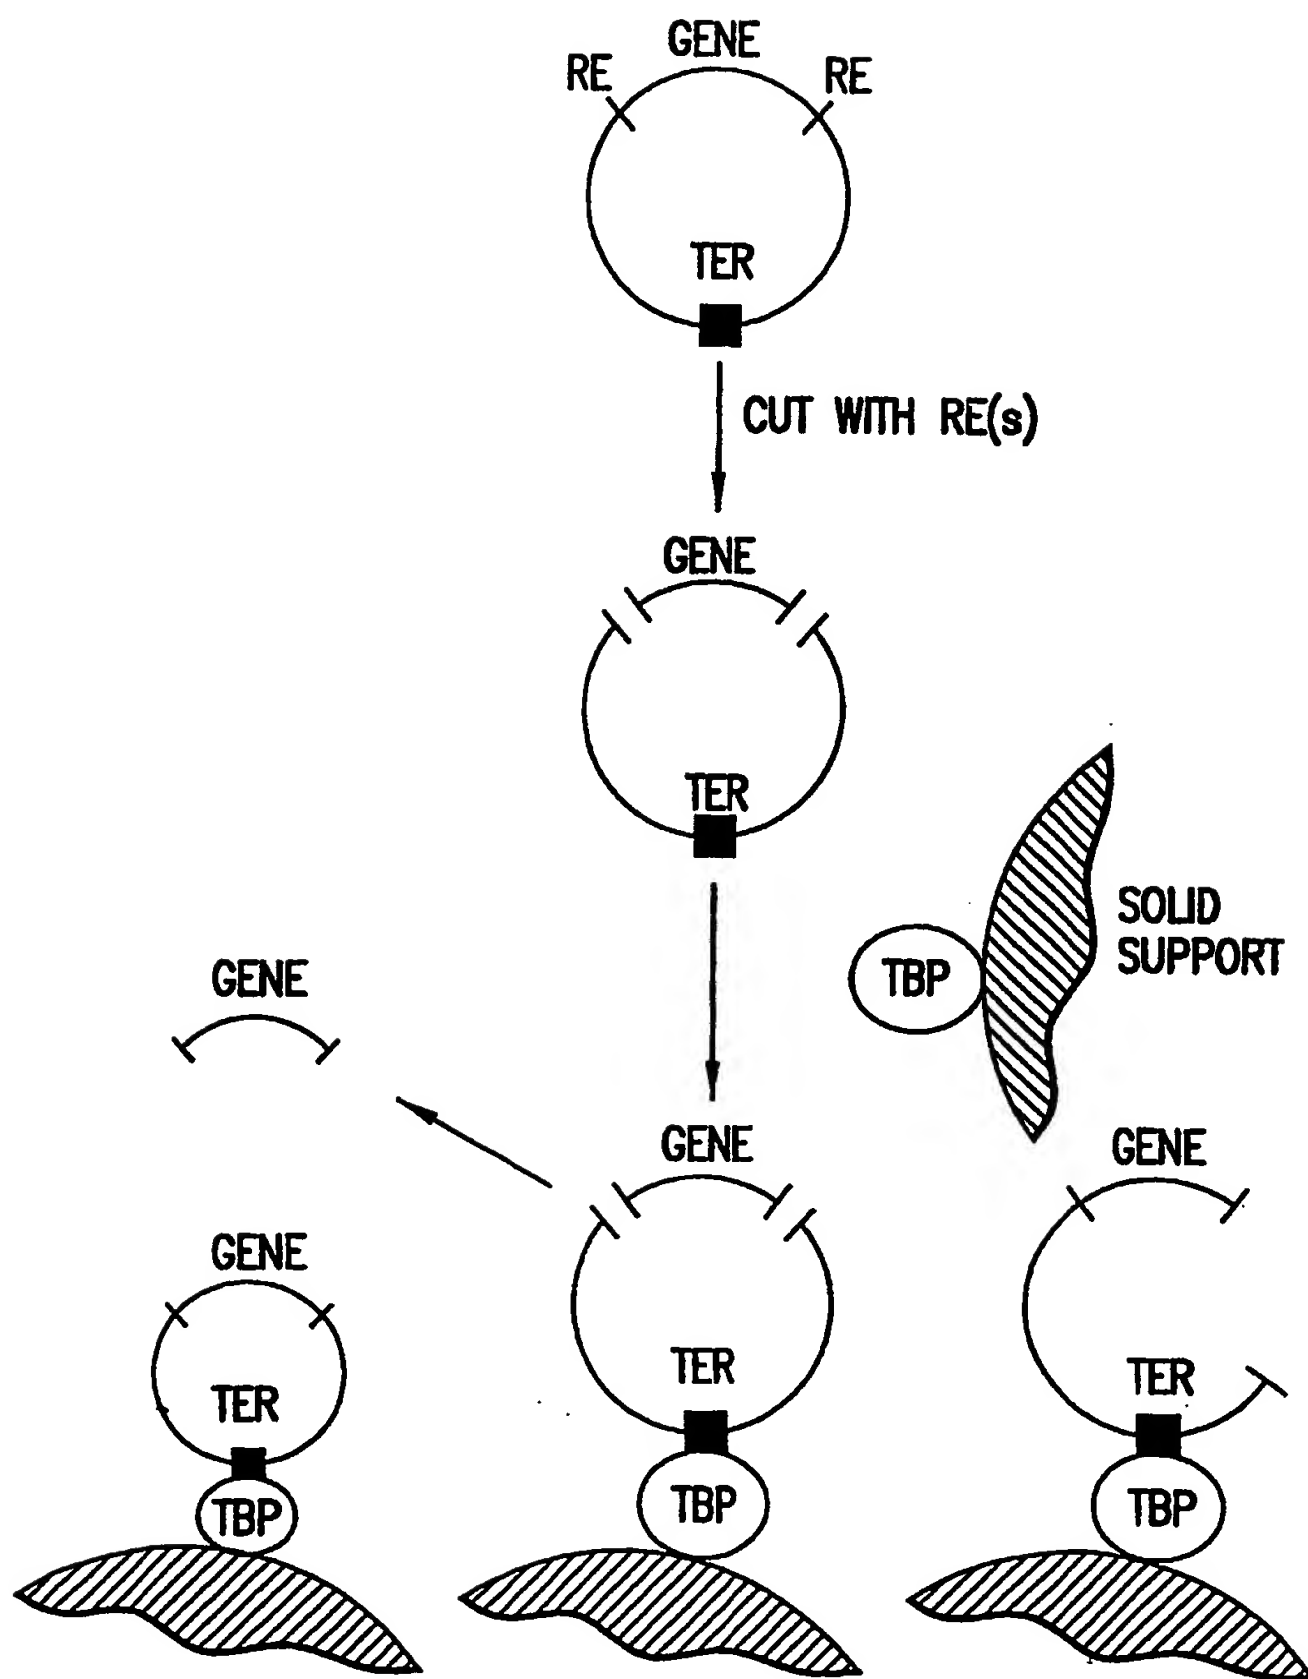 GENE
RE
RE
TER
CUT WITH RE(s)
GENE
TER
SOLID
SUPPORT
TBP
GENE
GENE
GENE
GENE
TER
TER
TER
TBP
TBP
TBP